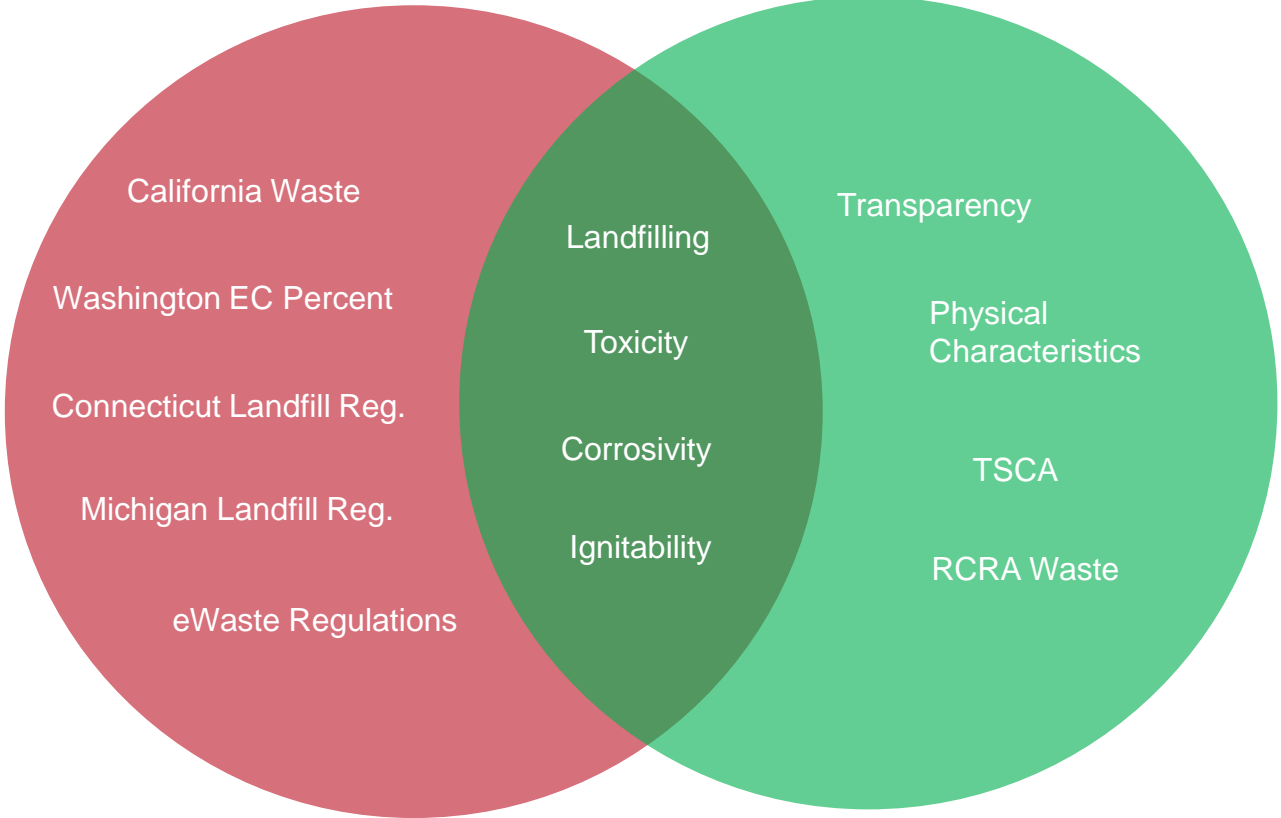 California Waste
Washington EC Percent
Connecticut Landfill Reg.
Michigan Landfill Reg.
eWaste Regulations
Landfilling
Toxicity
Corrosivity
Ignitability
Transparency
Physical
Characteristics
TSCA
RCRA Waste